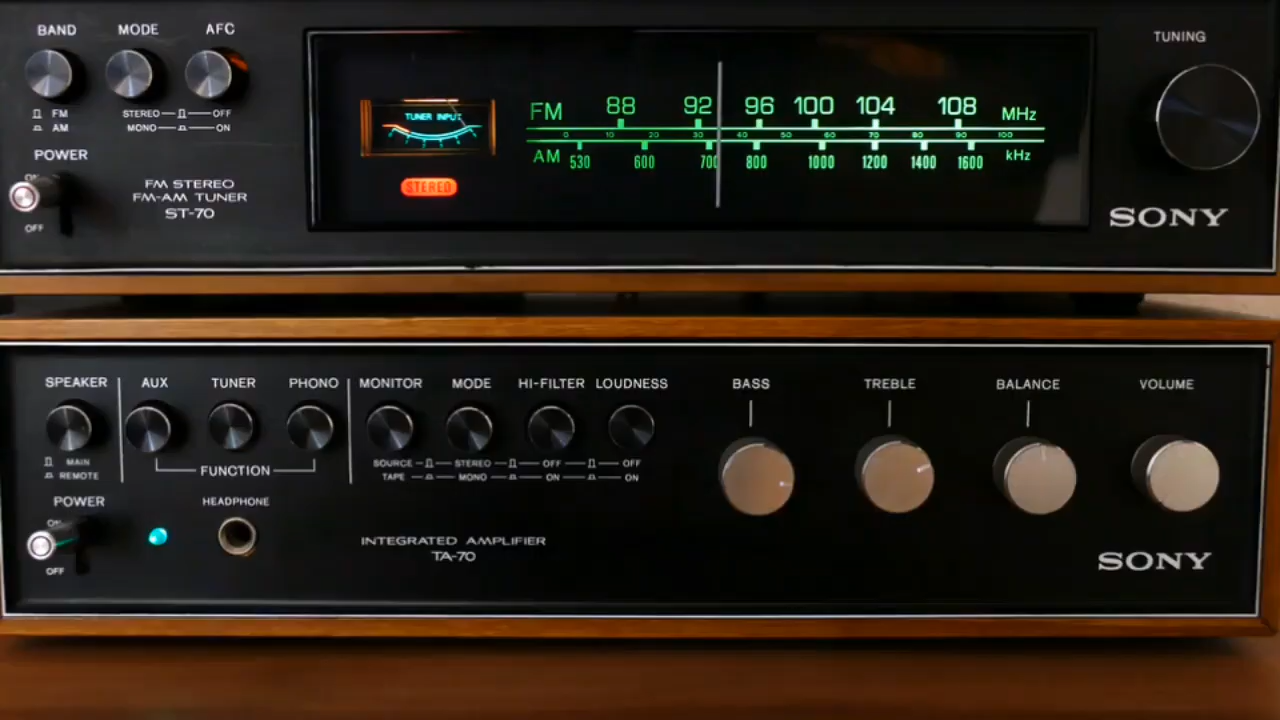 BAND MODE AFC
TUNING
FM 88 92 96 100 104 108 MHz
0 10 20 30 40 50 60 70 80 90 100
AM 530 600 700 800 1000 1200 1400 1600 kHz
TUNER INPUT
STEREO
FM STEREO OFF
AM MONO ON
POWER
ON
OFF
FM STEREO
FM-AM TUNER
ST-70
SONY
SPEAKER AUX TUNER PHONO MONITOR MODE HI-FILTER LOUDNESS BASS TREBLE BALANCE VOLUME
MAIN
REMOTE
FUNCTION
SOURCE STEREO OFF OFF
TAPE MONO ON ON
POWER
ON
OFF
HEADPHONE
INTEGRATED AMPLIFIER
TA-70
SONY